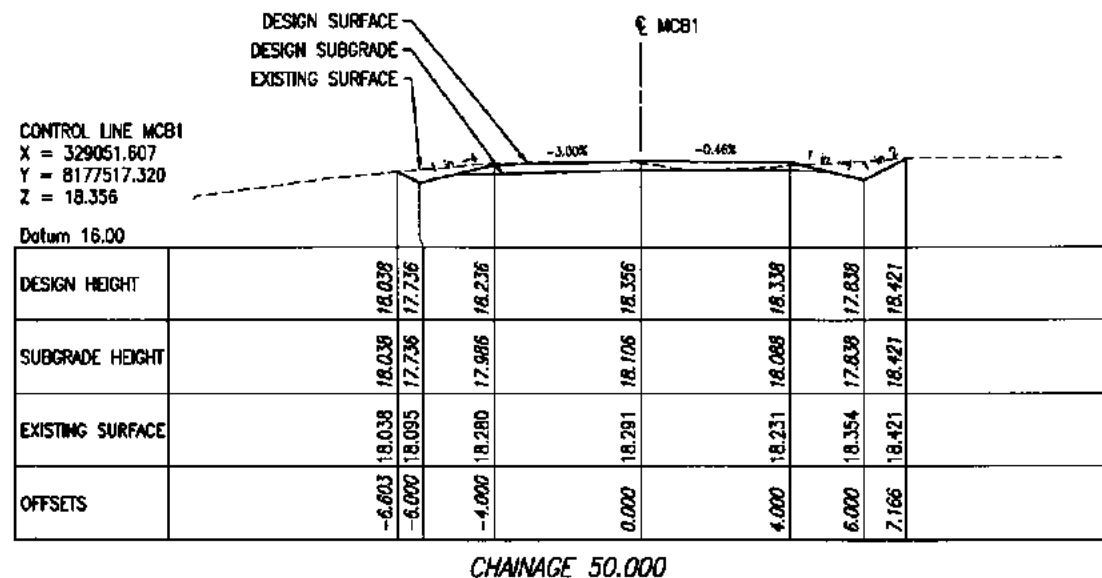 DESIGN SURFACE
DESIGN SUBGRADE
EXISTING SURFACE
℄ MCB1
CONTROL LINE MCB1
X = 329051.607
Y = 8177517.320
Z = 18.356
Datum 16.00
-3.00%
-0.46%
DESIGN HEIGHT 18.038 17.736 18.236 18.356 18.338 17.838 18.421
SUBGRADE HEIGHT 18.038 17.736 17.986 18.106 18.088 17.838 18.421
EXISTING SURFACE 18.038 18.095 18.280 18.291 18.231 18.354 18.421
OFFSETS -6.603 -6.000 -4.000 0.000 4.000 6.000 7.166
CHAINAGE 50.000